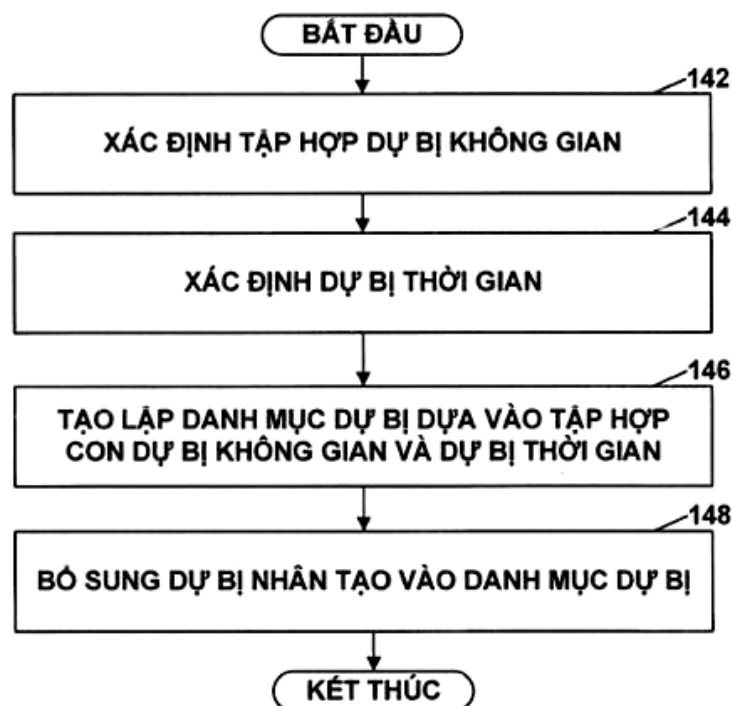 BẮT ĐẦU
142
XÁC ĐỊNH TẬP HỢP DỰ BỊ KHÔNG GIAN
144
XÁC ĐỊNH DỰ BỊ THỜI GIAN
146
TẠO LẬP DANH MỤC DỰ BỊ DỰA VÀO TẬP HỢP
CON DỰ BỊ KHÔNG GIAN VÀ DỰ BỊ THỜI GIAN
148
BỔ SUNG DỰ BỊ NHÂN TẠO VÀO DANH MỤC DỰ BỊ
KẾT THÚC